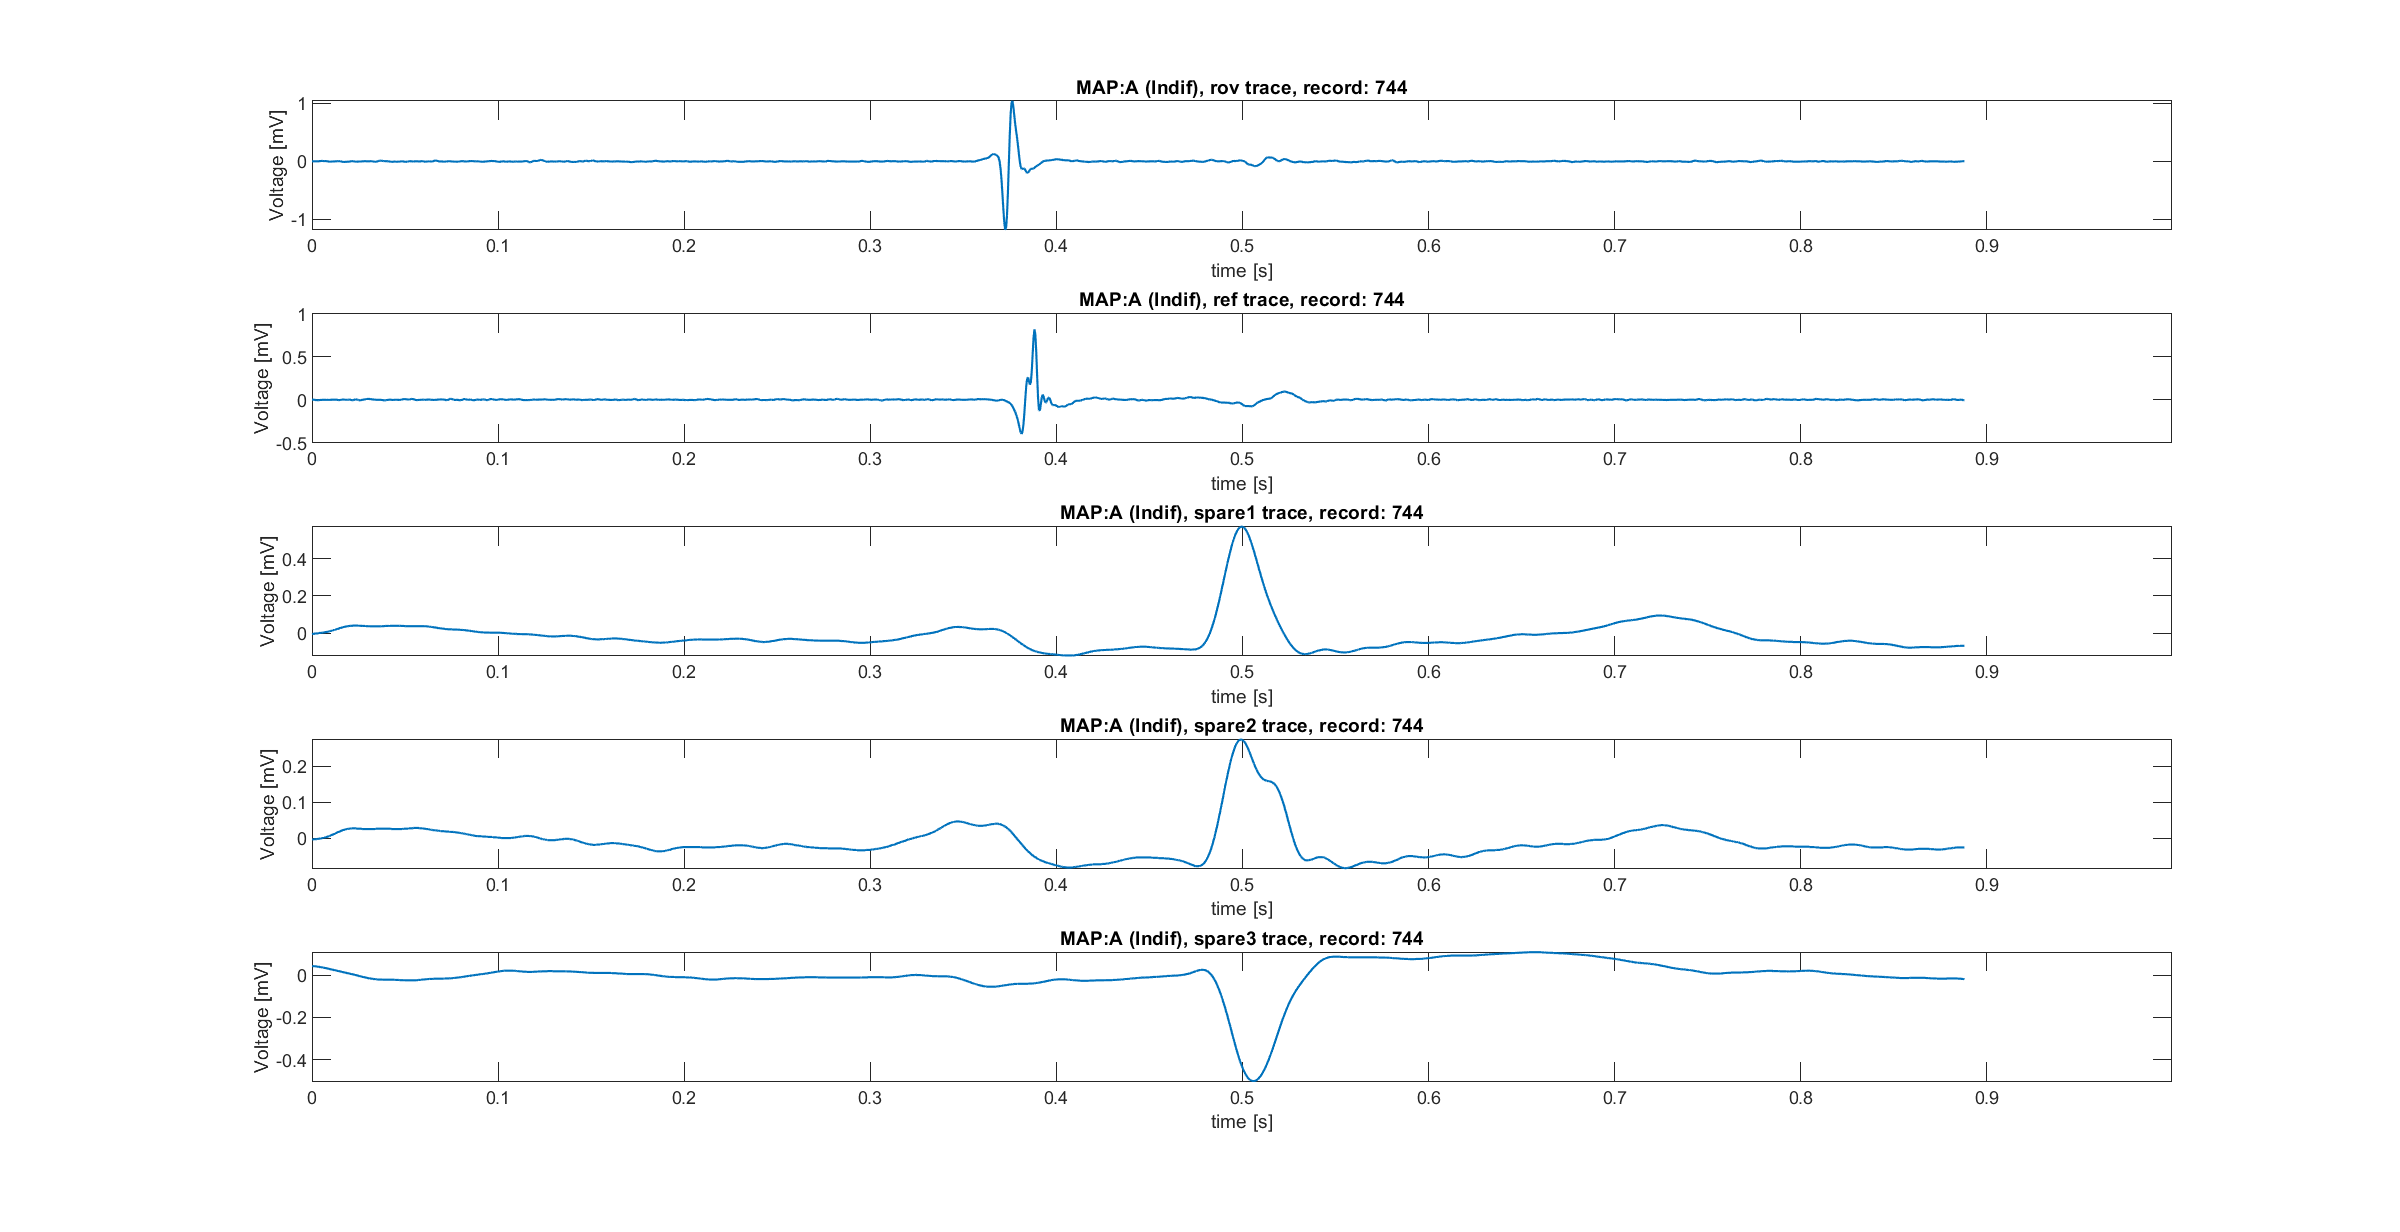 MAP:A (Indif), rov trace, record: 744
Voltage [mV]
1
0
-1
0 0.1 0.2 0.3 0.4 0.5 0.6 0.7 0.8 0.9
time [s]
MAP:A (Indif), ref trace, record: 744
Voltage [mV]
1
0.5
0
-0.5
0 0.1 0.2 0.3 0.4 0.5 0.6 0.7 0.8 0.9
time [s]
MAP:A (Indif), spare1 trace, record: 744
Voltage [mV]
0.4
0.2
0
0 0.1 0.2 0.3 0.4 0.5 0.6 0.7 0.8 0.9
time [s]
MAP:A (Indif), spare2 trace, record: 744
Voltage [mV]
0.2
0.1
0
0 0.1 0.2 0.3 0.4 0.5 0.6 0.7 0.8 0.9
time [s]
MAP:A (Indif), spare3 trace, record: 744
Voltage [mV]
0
-0.2
-0.4
0 0.1 0.2 0.3 0.4 0.5 0.6 0.7 0.8 0.9
time [s]